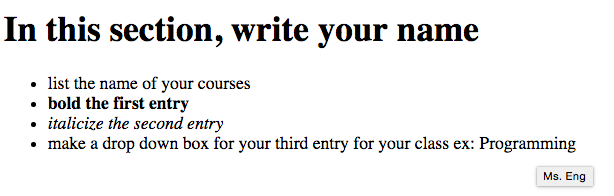 In this section, write your name
list the name of your courses
bold the first entry
italicize the second entry
make a drop down box for your third entry for your class ex: Programming
Ms. Eng